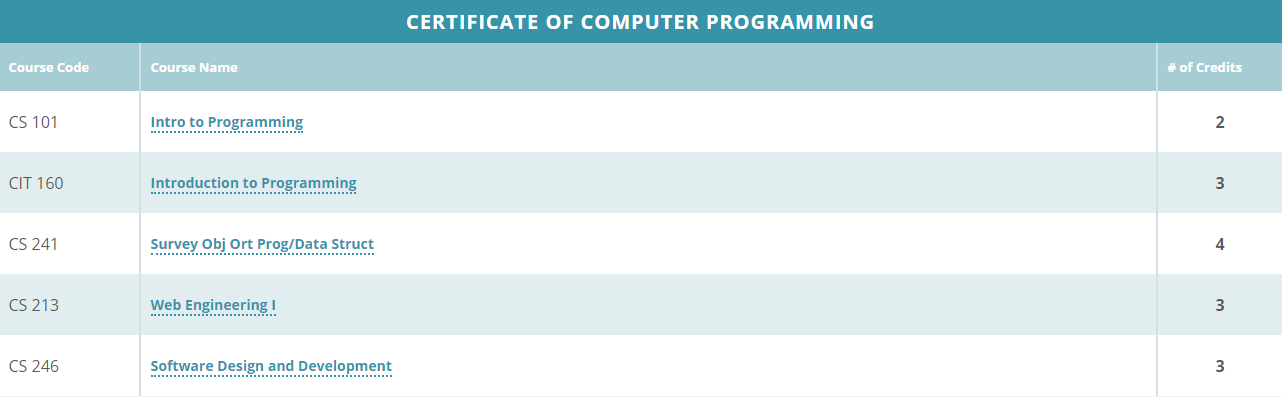 CERTIFICATE OF COMPUTER PROGRAMMING
Course Code Course Name # of Credits
CS 101 Intro to Programming 2
CIT 160 Introduction to Programming 3
CS 241 Survey Obj Ort Prog/Data Struct 4
CS 213 Web Engineering I 3
CS 246 Software Design and Development 3